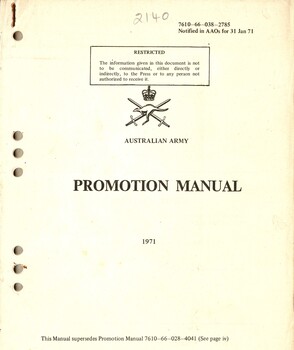 2140
7610-66-038-2785
Notified in AAOs for 31 Jan 71
RESTRICTED
The information given in this document is not
to be communicated, either directly or
indirectly, to the Press or to any person not
authorized to receive it.
AUSTRALIAN ARMY
PROMOTION MANUAL
1971
This Manual supersedes Promotion Manual 7610-66-028-4041 (See page iv)